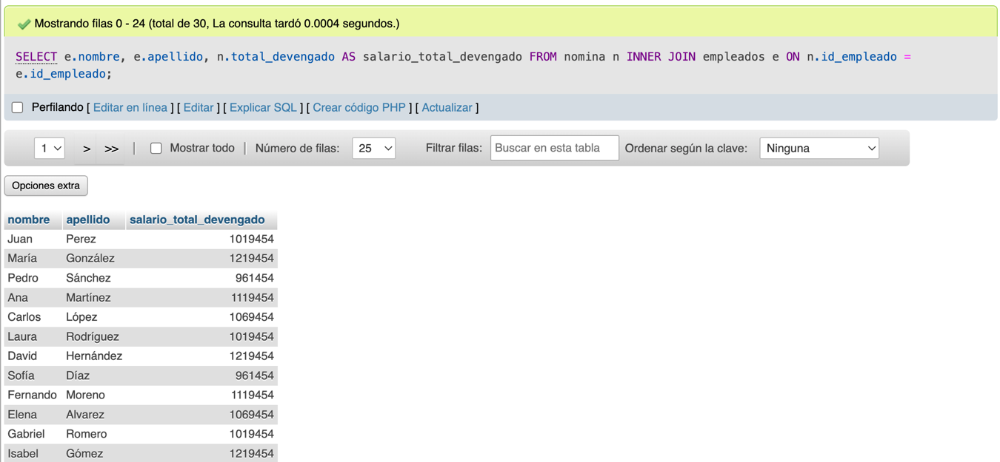 Mostrando filas 0 - 24 (total de 30, La consulta tardó 0.0004 segundos.)
SELECT e.nombre, e.apellido, n.total_devengado AS salario_total_devengado FROM nomina n INNER JOIN empleados e ON n.id_empleado =
e.id_empleado;
Perfilando [ Editar en línea ] [ Editar ] [ Explicar SQL ] [ Crear código PHP ] [ Actualizar ]
1 > >> | Mostrar todo | Número de filas: 25 Filtrar filas: Buscar en esta tabla Ordenar según la clave: Ninguna
Opciones extra
nombre apellido salario_total_devengado
Juan Perez 1019454
María González 1219454
Pedro Sánchez 961454
Ana Martínez 1119454
Carlos López 1069454
Laura Rodríguez 1019454
David Hernández 1219454
Sofía Díaz 961454
Fernando Moreno 1119454
Elena Alvarez 1069454
Gabriel Romero 1019454
Isabel Gómez 1219454